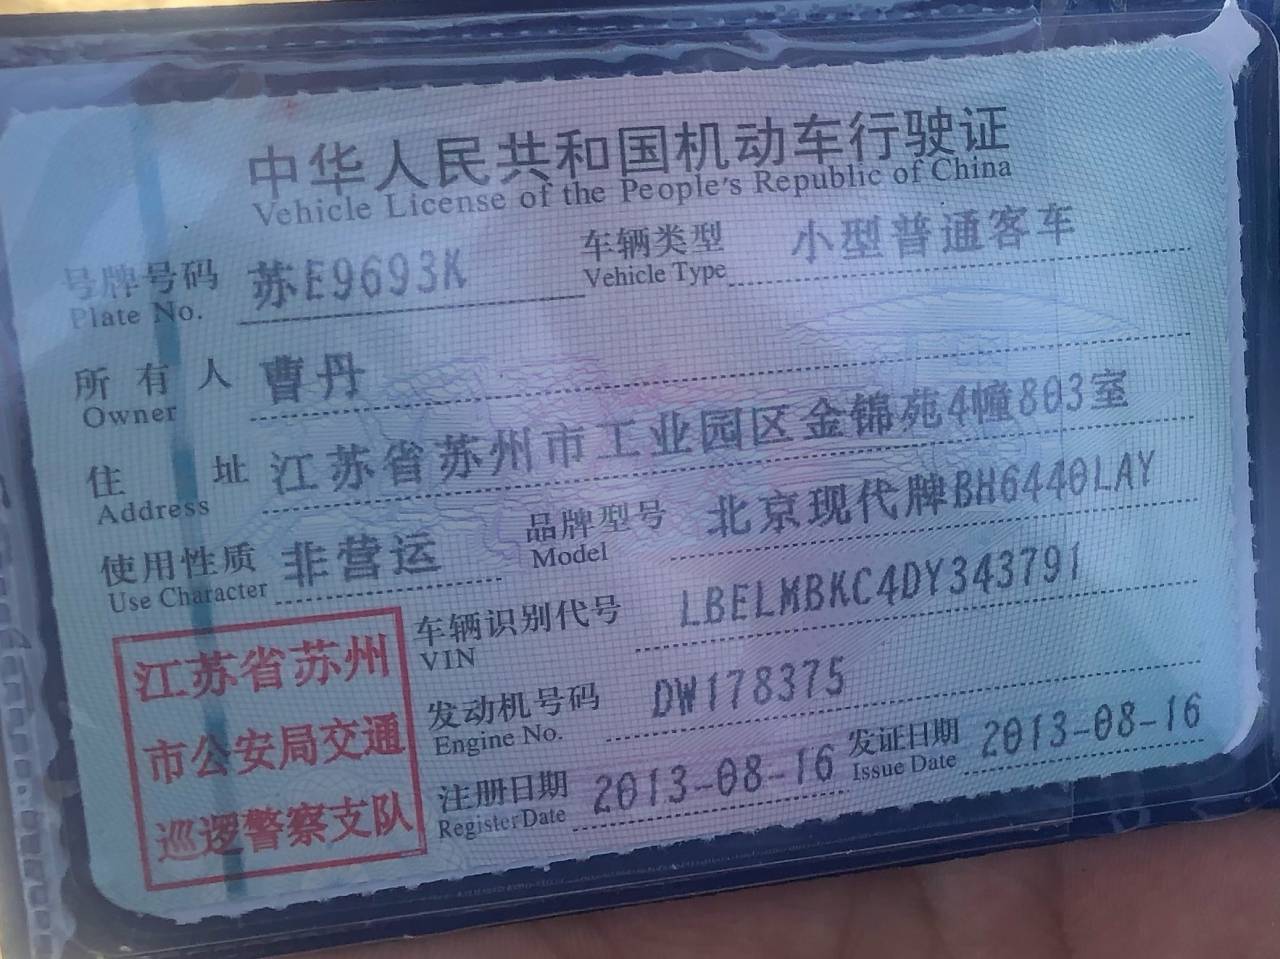 中华人民共和国机动车行驶证
Vehicle License of the People's Republic of China
号牌号码 苏E9693K 车辆类型 小型普通客车
Plate No. Vehicle Type
所有人 曹丹
Owner
住址 江苏省苏州市工业园区金锦苑4幢803室
Address
使用性质 非营运 品牌型号 北京现代牌BH6440LAY
Use Character Model
车辆识别代号 LBELMBKC4DY343791
VIN
发动机号码 DW178375
Engine No.
注册日期 2013-08-16 发证日期 2013-08-16
Register Date Issue Date
江苏省苏州
市公安局交通
巡逻警察支队